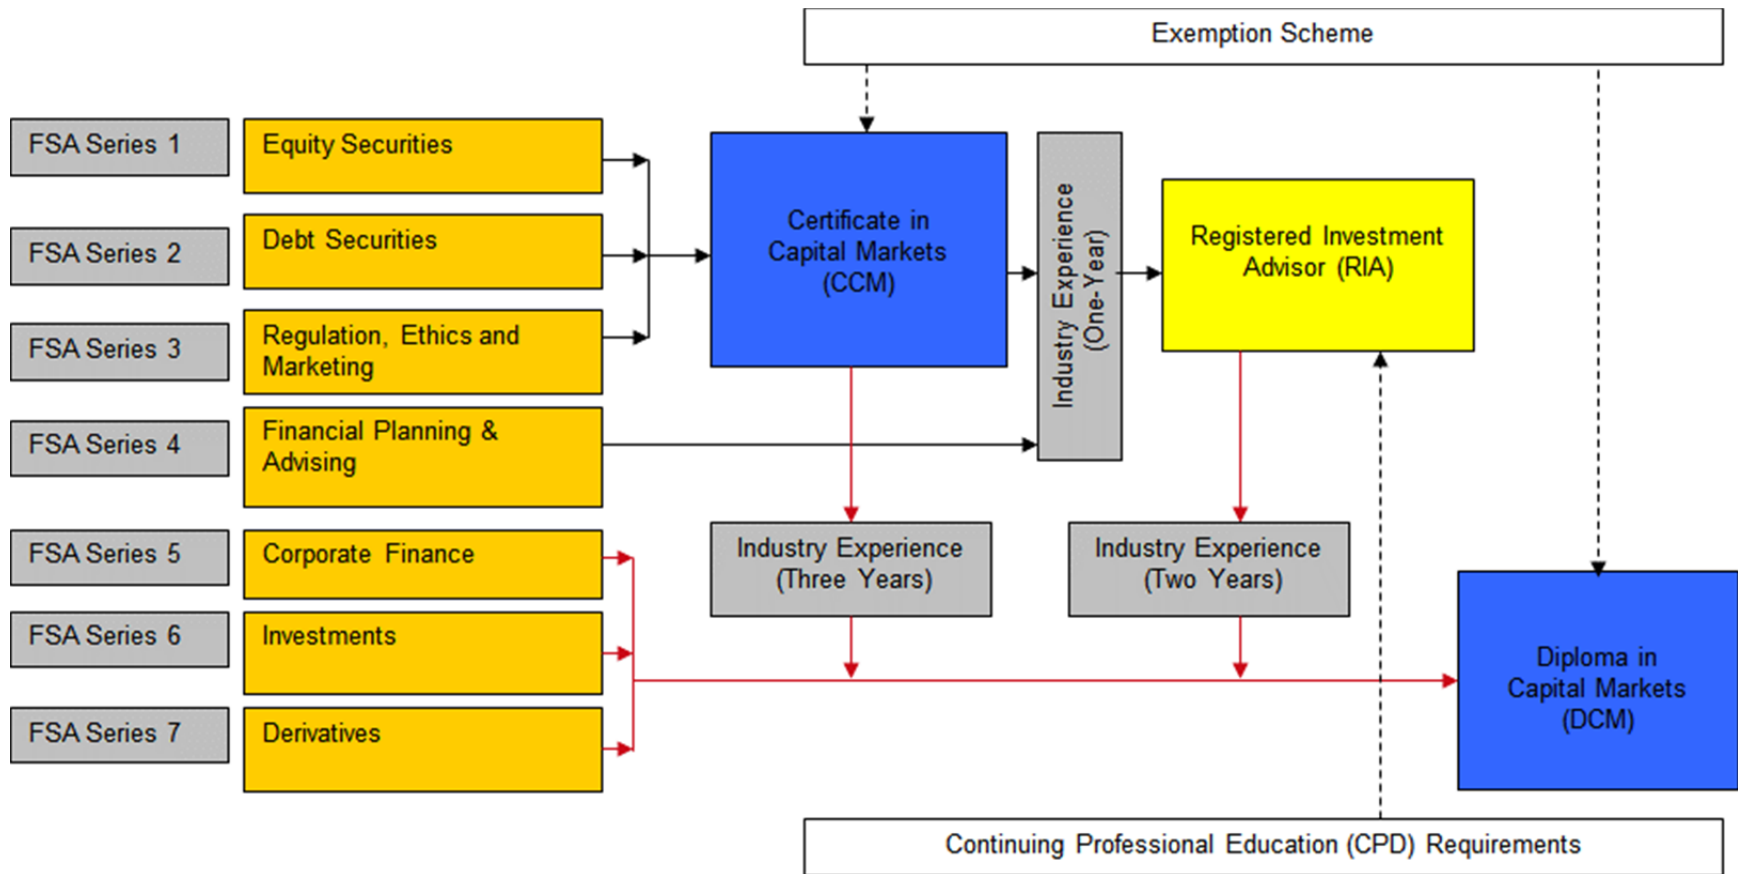 Exemption Scheme
FSA Series 1
Equity Securities
FSA Series 2
Debt Securities
FSA Series 3
Regulation, Ethics and
Marketing
FSA Series 4
Financial Planning &
Advising
FSA Series 5
Corporate Finance
FSA Series 6
Investments
FSA Series 7
Derivatives
Certificate in
Capital Markets
(CCM)
Industry Experience
(One-Year)
Registered Investment
Advisor (RIA)
Industry Experience
(Three Years)
Industry Experience
(Two Years)
Diploma in
Capital Markets
(DCM)
Continuing Professional Education (CPD) Requirements